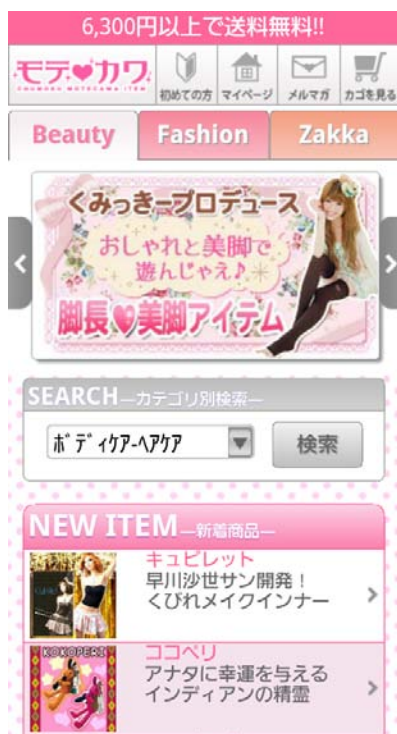 6,300円以上で送料無料!!
モテ♥カワ
初めての方 マイページ メルマガ カゴを見る
Beauty Fashion Zakka
くみっきープロデュース
おしゃれと美脚で
遊んじゃえ♪
脚長♥美脚アイテム
SEARCH—カテゴリ別検索—
ボディケア-ヘアケア 検索
NEW ITEM—新着商品—
キュピレット
早川沙世サン開発！
くびれメイクインナー
KOKOPERI
ココペリ
アナタに幸運を与える
インディアンの精霊